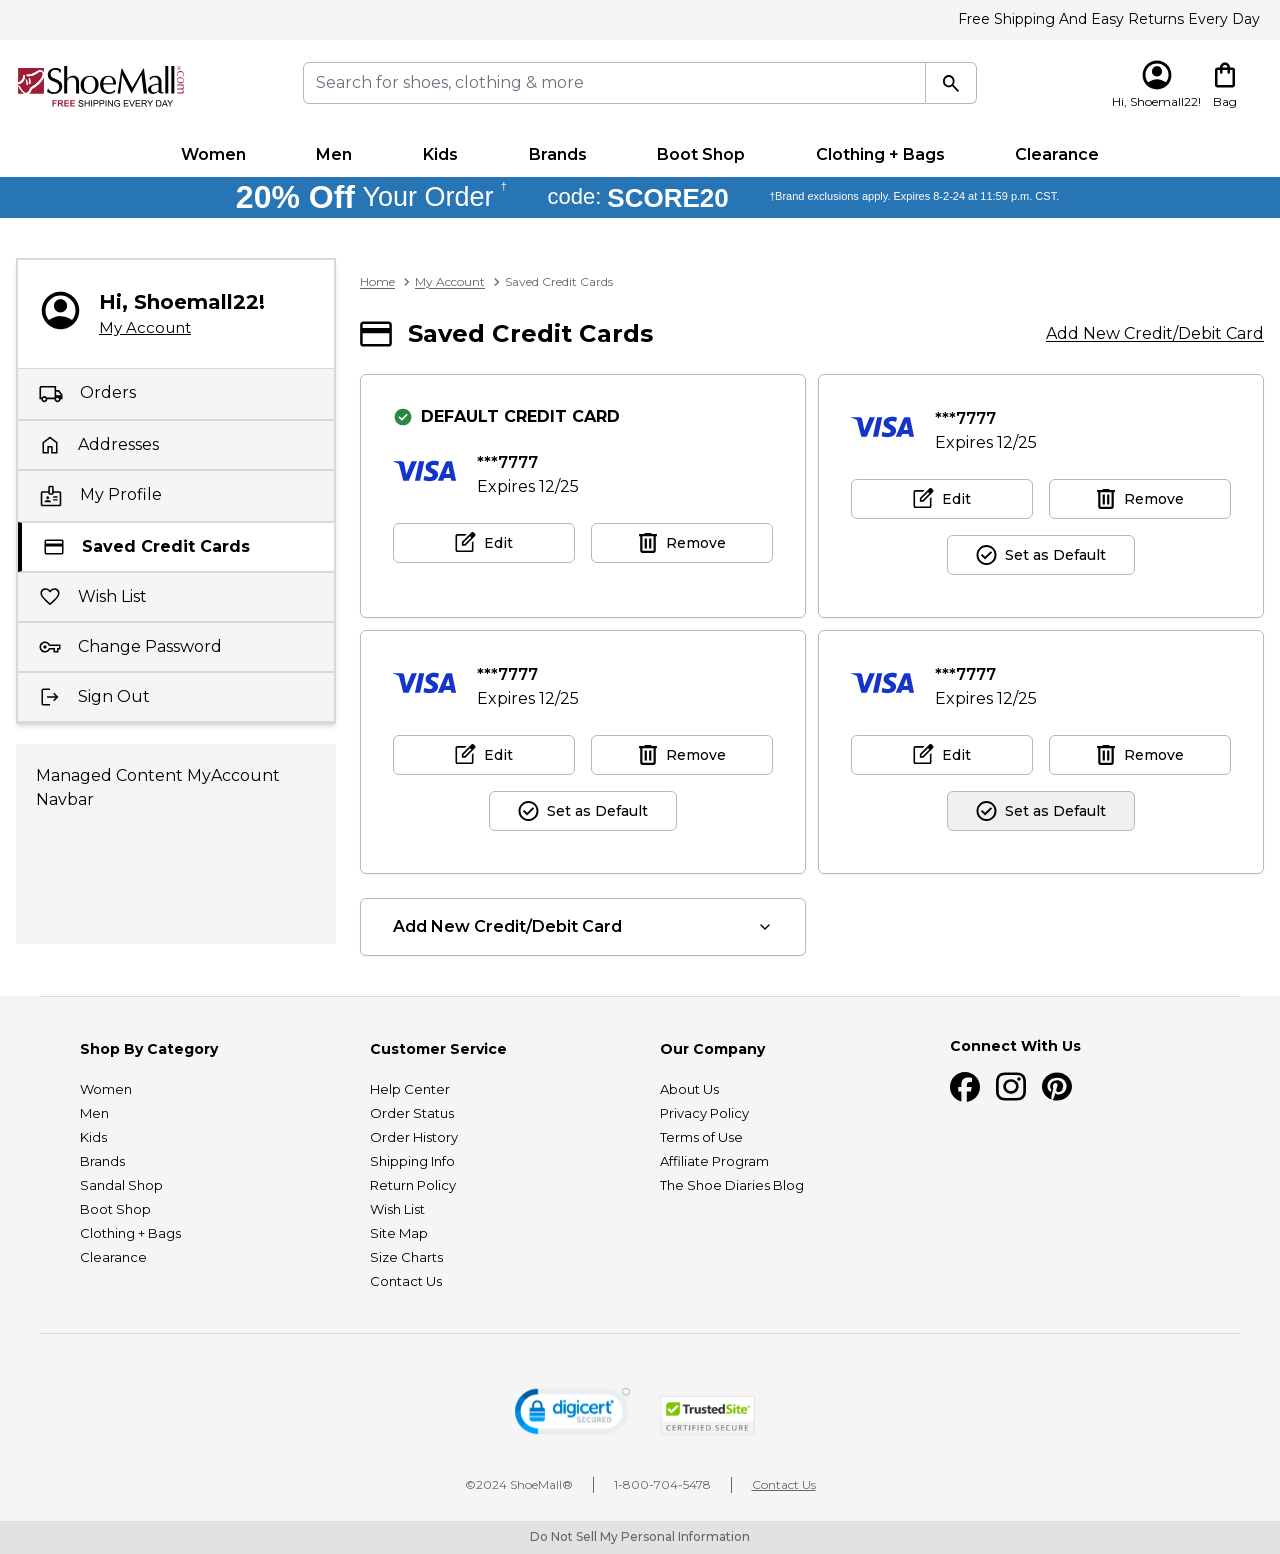 Free Shipping And Easy Returns Every Day
ShoeMall.com
FREE SHIPPING EVERY DAY
Search for shoes, clothing & more
Hi, Shoemall22!
Bag
Women Men Kids Brands Boot Shop Clothing + Bags Clearance
20% Off Your Order † code: SCORE20 †Brand exclusions apply. Expires 8-2-24 at 11:59 p.m. CST.
Hi, Shoemall22!
My Account
Orders
Addresses
My Profile
Saved Credit Cards
Wish List
Change Password
Sign Out
Managed Content MyAccount
Navbar
Home > My Account > Saved Credit Cards
Saved Credit Cards
Add New Credit/Debit Card
DEFAULT CREDIT CARD
VISA
***7777
Expires 12/25
Edit
Remove
VISA
***7777
Expires 12/25
Edit
Remove
Set as Default
VISA
***7777
Expires 12/25
Edit
Remove
Set as Default
VISA
***7777
Expires 12/25
Edit
Remove
Set as Default
Add New Credit/Debit Card
Shop By Category
Women
Men
Kids
Brands
Sandal Shop
Boot Shop
Clothing + Bags
Clearance
Customer Service
Help Center
Order Status
Order History
Shipping Info
Return Policy
Wish List
Site Map
Size Charts
Contact Us
Our Company
About Us
Privacy Policy
Terms of Use
Affiliate Program
The Shoe Diaries Blog
Connect With Us
digicert
SECURED
TrustedSite
CERTIFIED SECURE
©2024 ShoeMall®
1-800-704-5478
Contact Us
Do Not Sell My Personal Information